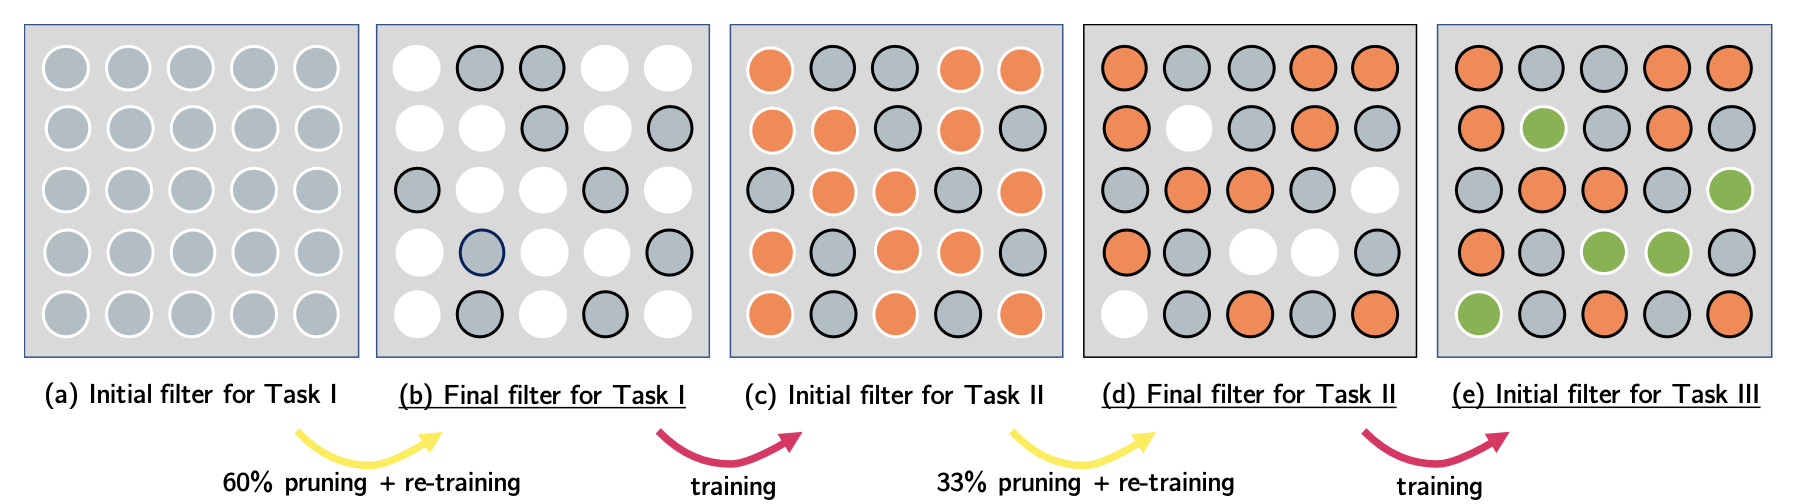 (a) Initial filter for Task I
(b) Final filter for Task I
(c) Initial filter for Task II
(d) Final filter for Task II
(e) Initial filter for Task III
60% pruning + re-training
training
33% pruning + re-training
training